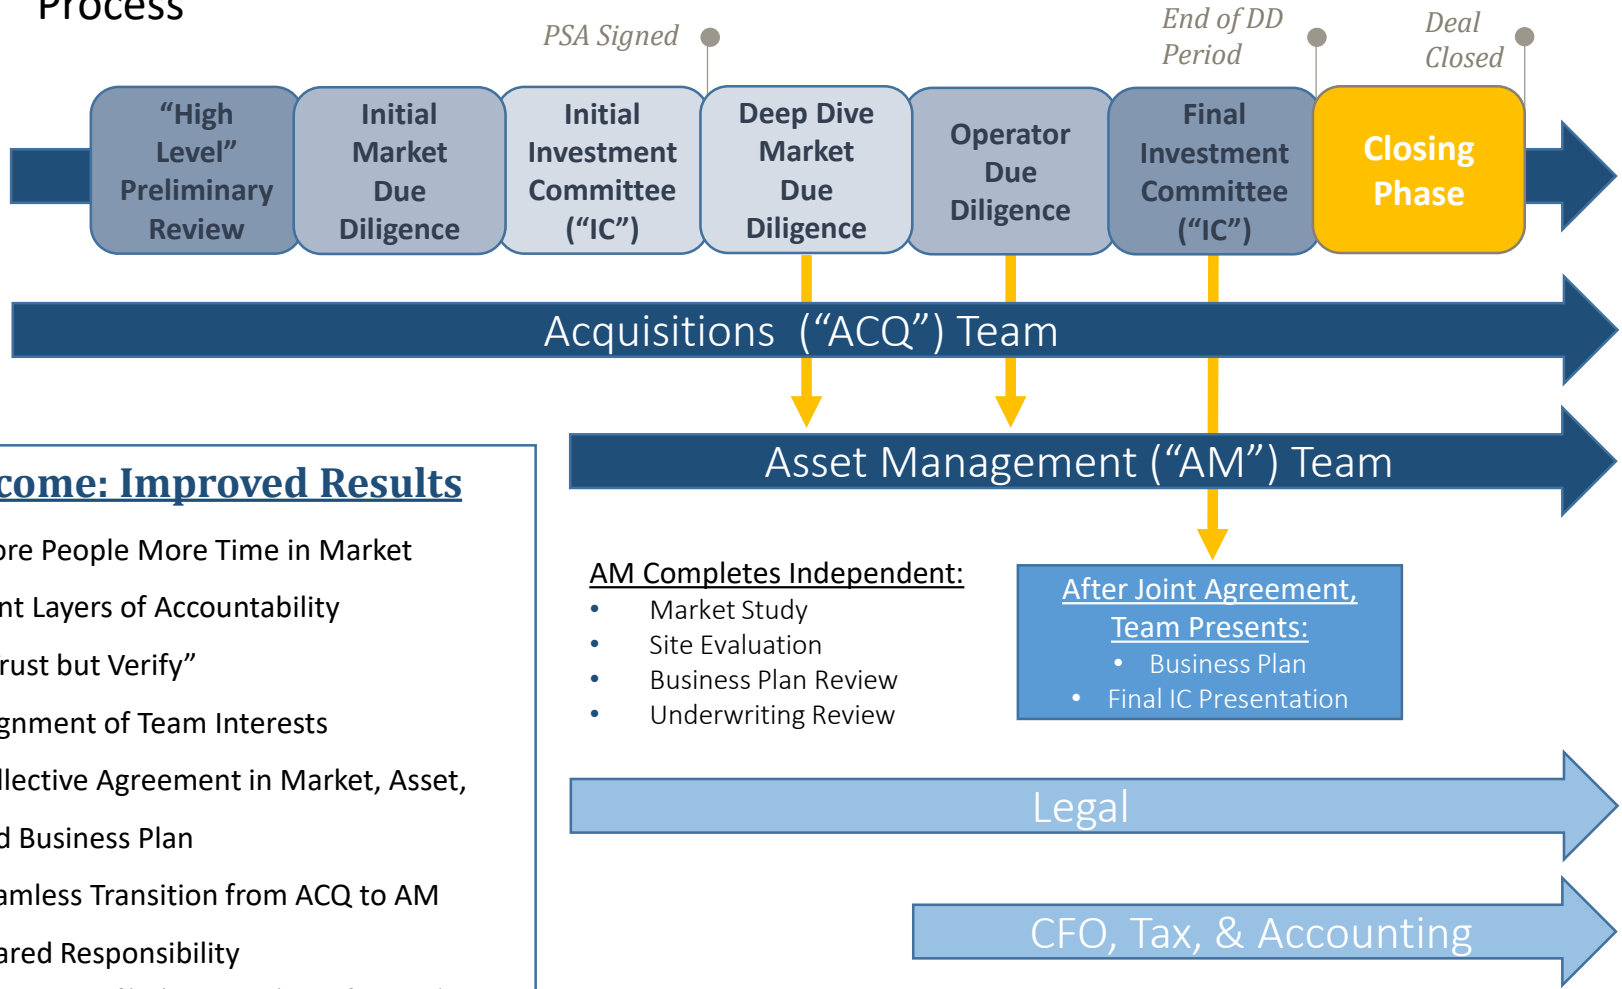 Process
PSA Signed
End of DD
Period
Deal
Closed
“High
Level”
Preliminary
Review
Initial
Market
Due
Diligence
Initial
Investment
Committee
(“IC”)
Deep Dive
Market
Due
Diligence
Operator
Due
Diligence
Final
Investment
Committee
(“IC”)
Closing
Phase
Acquisitions (“ACQ”) Team
Asset Management (“AM”) Team
come: Improved Results
ore People More Time in Market
nt Layers of Accountability
rust but Verify”
gnment of Team Interests
llective Agreement in Market, Asset,
d Business Plan
amless Transition from ACQ to AM
ared Responsibility
AM Completes Independent:
• Market Study
• Site Evaluation
• Business Plan Review
• Underwriting Review
After Joint Agreement,
Team Presents:
• Business Plan
• Final IC Presentation
Legal
CFO, Tax, & Accounting